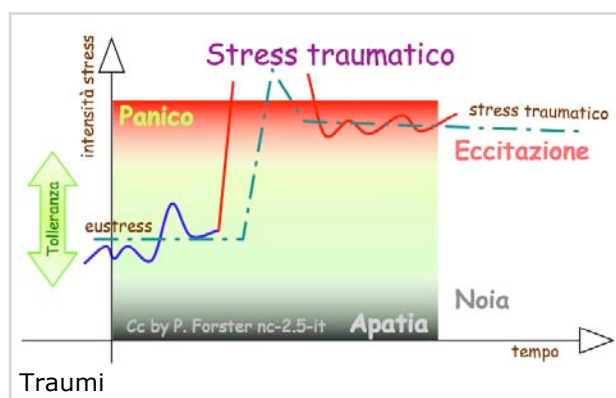 Stress traumatico
intensità stress
Panico
stress traumatico
Eccitazione
Tolleranza
eustress
Noia
Cc by P. Forster nc-2.5-it
Apatia
tempo
Traumi